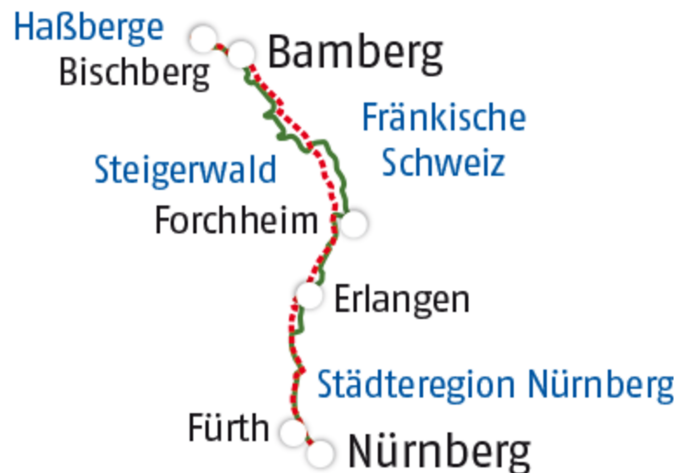 Haßberge
Bischberg
Bamberg
Fränkische
Schweiz
Steigerwald
Forchheim
Erlangen
Städteregion Nürnberg
Fürth
Nürnberg